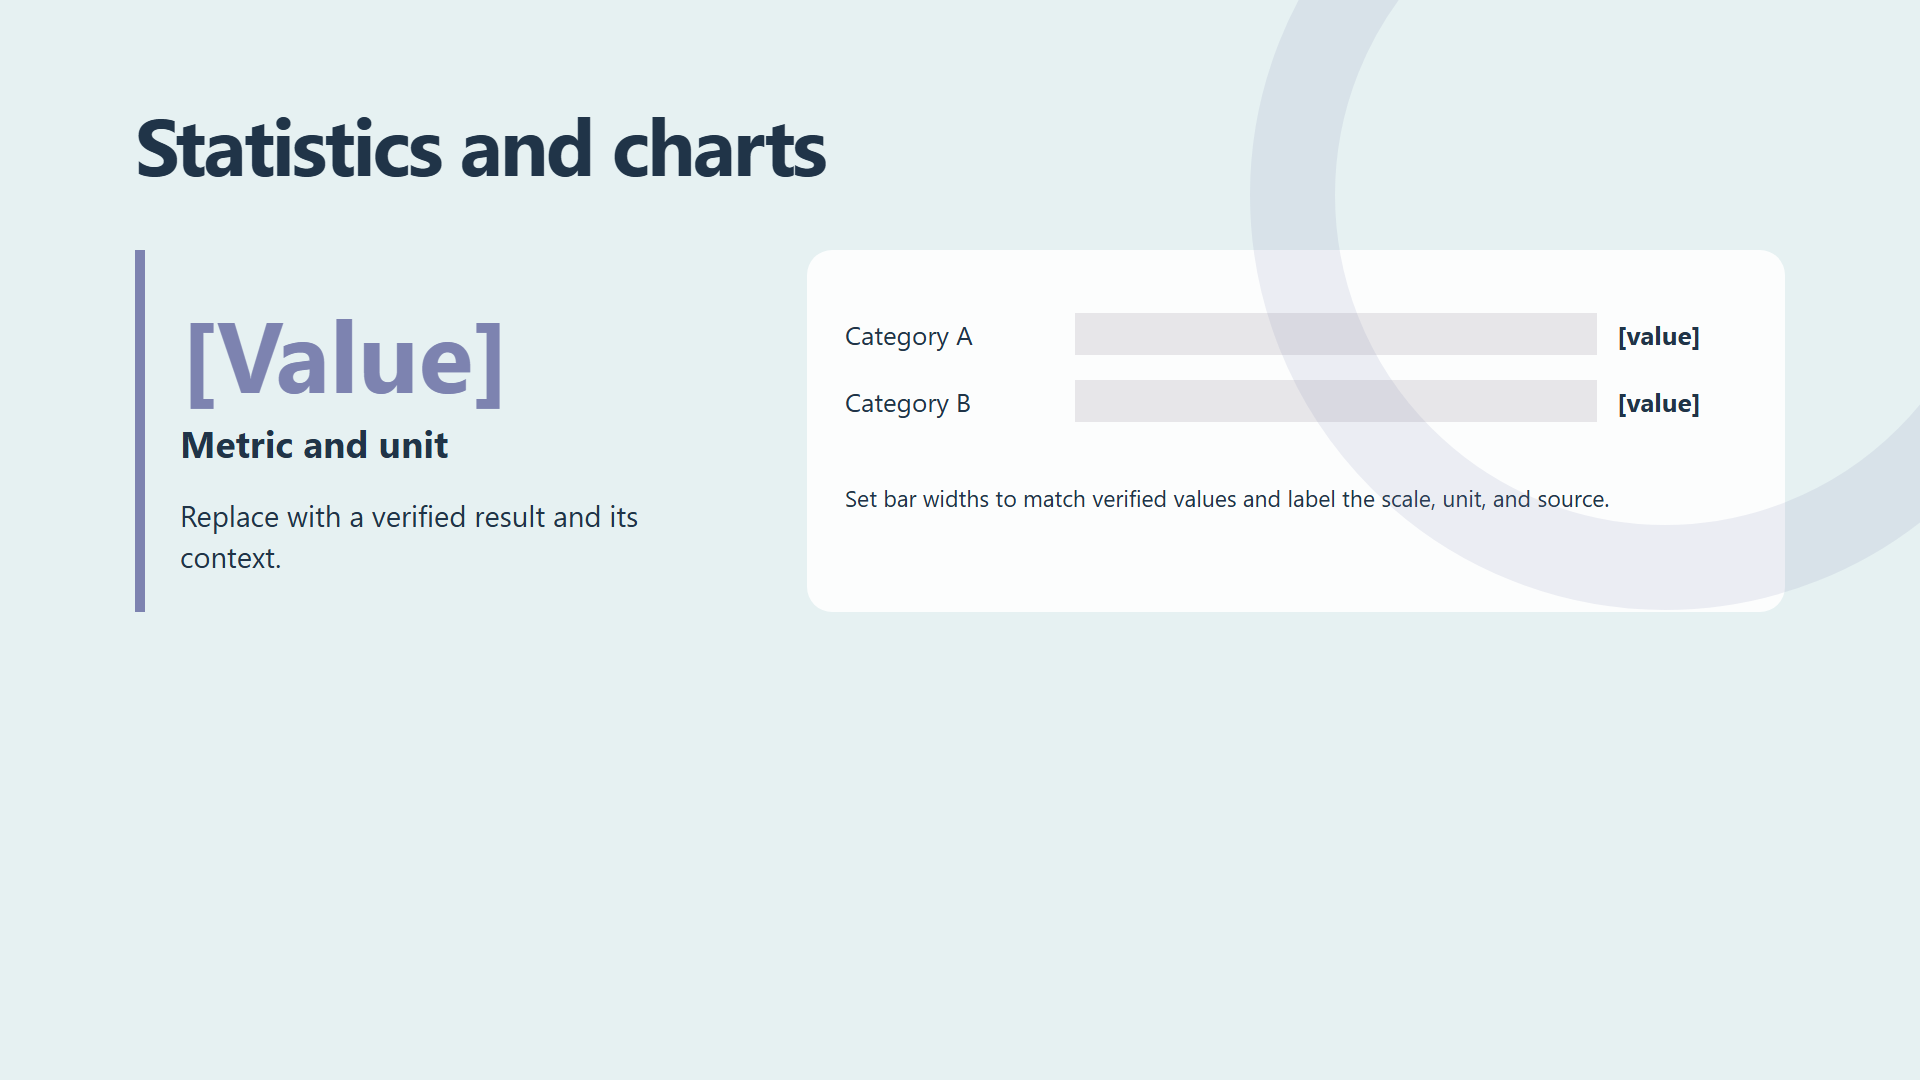 Statistics and charts
[Value]
Metric and unit
Replace with a verified result and its
context.
Category A
[value]
Category B
[value]
Set bar widths to match verified values and label the scale, unit, and source.